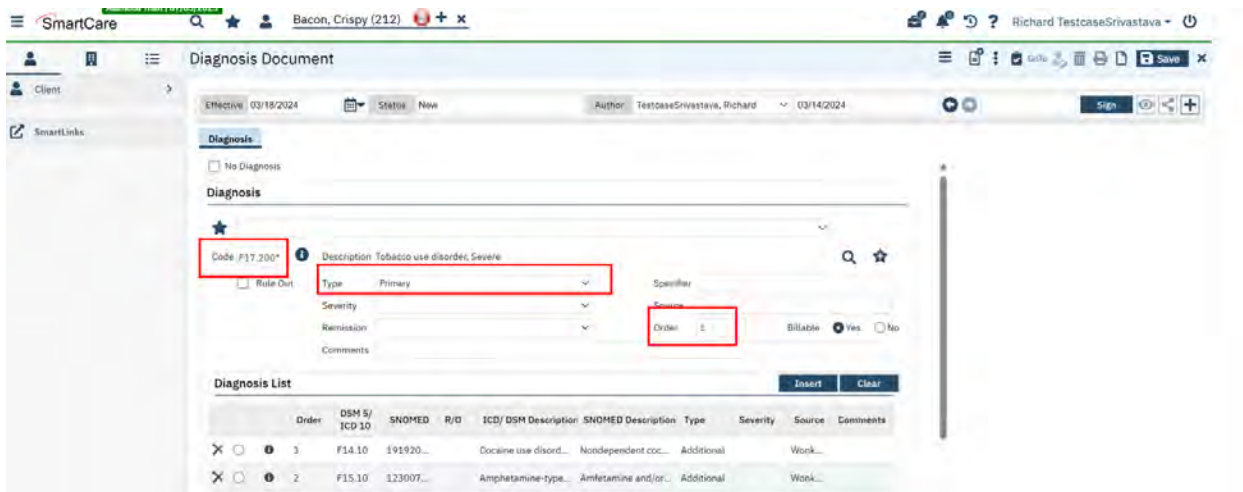 SmartCare
Bacon, Crispy (212)
Richard TestcaseSrivastava
Diagnosis Document
Save
Client
SmartLinks
Effective 03/18/2024 Status New Author TestcaseSrivastava, Richard 03/14/2024 Sign
Diagnosis
No Diagnosis
Diagnosis
Code F17.200* Description Tobacco use disorder, Severe
Rule Out Type Primary Specifier
Severity Source
Remission Order 1 Billable Yes No
Comments
Diagnosis List Insert Clear
Order DSM 5/ ICD 10 SNOMED R/O ICD/ DSM Description SNOMED Description Type Severity Source Comments
F14.10 191920... Cocaine use disord... Nondependent coc... Additional Wonk...
2 F15.10 123007... Amphetamine-type... Amfetamine and/or... Additional Wonk...